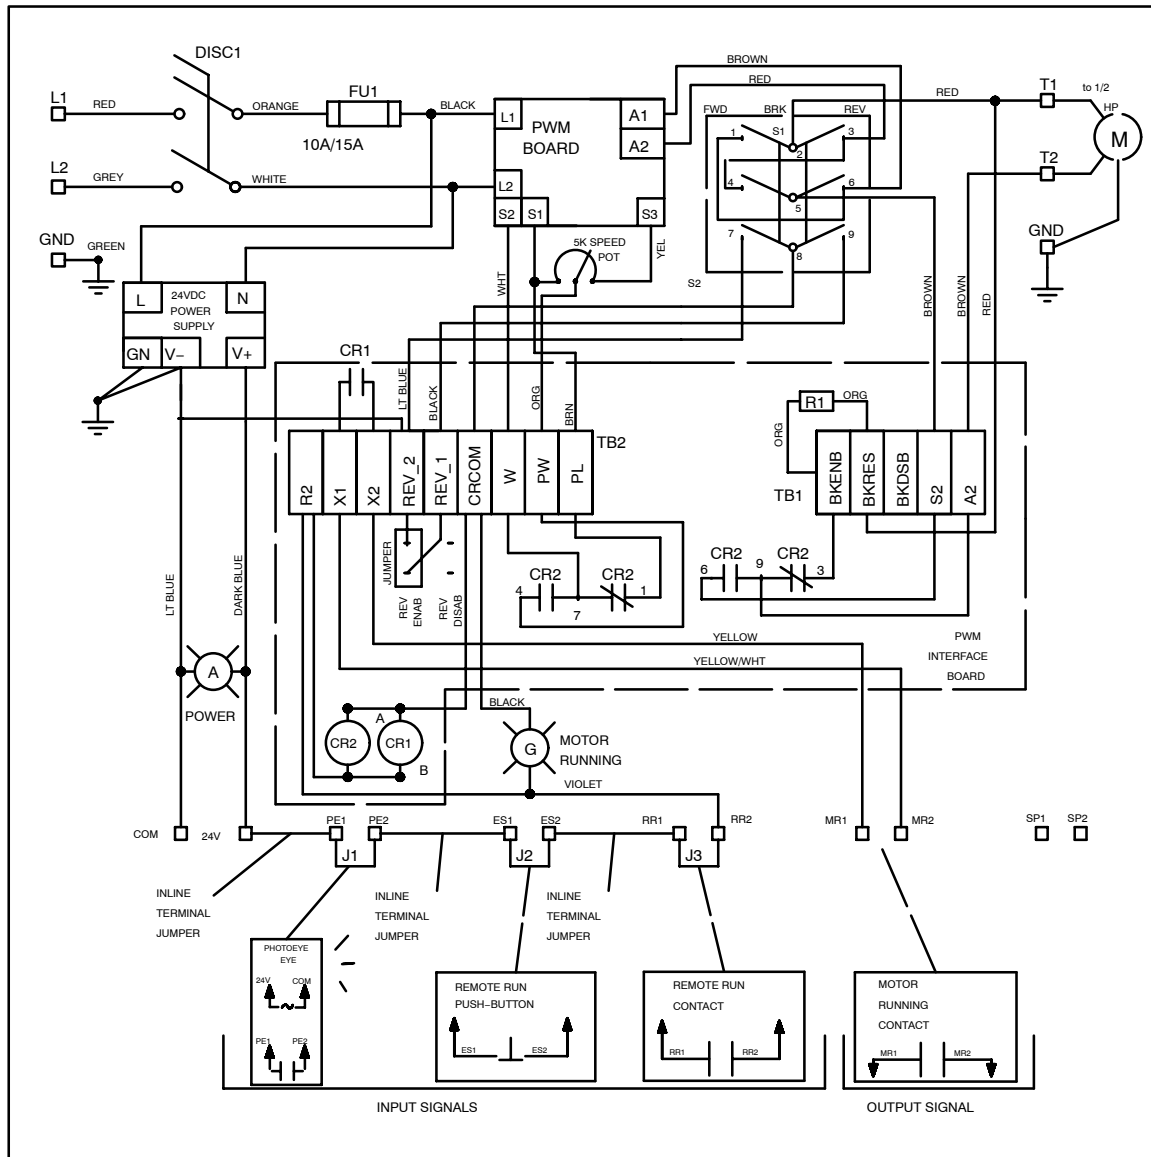 DISC1
L1
RED
ORANGE
FU1
10A/15A
BLACK
L2
GREY
WHITE
GND
GREEN
L1
PWM
BOARD
A1
A2
L2
S2
S1
S3
BROWN
RED
FWD
BRK
REV
S1
1
2
3
4
5
6
7
8
9
S2
RED
T1
to 1/2
HP
M
T2
GND
5K SPEED
POT
YEL
WHT
L
24VDC
POWER
SUPPLY
N
GN
V−
V+
CR1
LT BLUE
BLACK
ORG
BRN
BROWN
BROWN
RED
R2
X1
X2
REV_2
REV_1
CRCOM
W
PW
PL
TB2
R1
ORG
ORG
TB1
BKENB
BKRES
BKDSB
S2
A2
JUMPER
REV
ENAB
REV
DISAB
CR2
CR2
4
7
1
CR2
CR2
6
9
3
LT BLUE
DARK BLUE
YELLOW
YELLOW/WHT
PWM
INTERFACE
BOARD
A
POWER
CR2
A
CR1
B
BLACK
G
MOTOR
RUNNING
VIOLET
COM
24V
PE1
PE2
J1
ES1
ES2
J2
RR1
RR2
J3
MR1
MR2
SP1
SP2
INLINE
TERMINAL
JUMPER
INLINE
TERMINAL
JUMPER
INLINE
TERMINAL
JUMPER
PHOTOEYE
EYE
24V
COM
PE1
PE2
REMOTE RUN
PUSH−BUTTON
ES1
ES2
REMOTE RUN
CONTACT
RR1
RR2
MOTOR
RUNNING
CONTACT
MR1
MR2
INPUT SIGNALS
OUTPUT SIGNAL